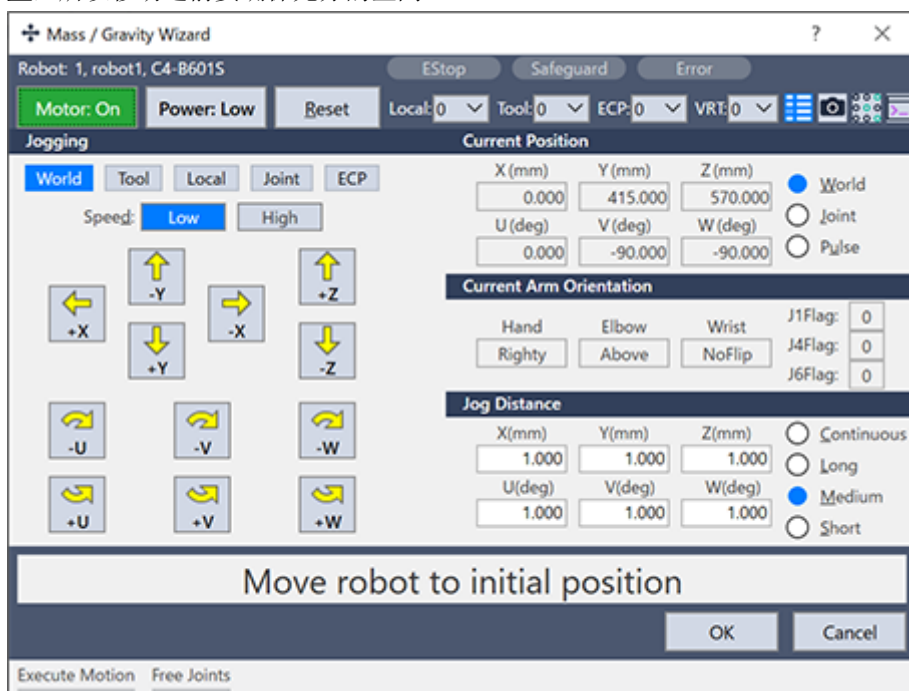 Mass / Gravity Wizard ?
Robot: 1, robot1, C4-B601S EStop Safeguard Error
Motor: On Power: Low Reset Local: 0 Tool: 0 ECP: 0 VRT: 0
Jogging Current Position
World Tool Local Joint ECP
Speed: Low High
X (mm) Y (mm) Z (mm)
0.000 415.000 570.000
U (deg) V (deg) W (deg)
0.000 -90.000 -90.000
World
Joint
Pulse
-Y +Z
+X -X
+Y -Z
Current Arm Orientation
Hand Elbow Wrist
Righty Above NoFlip
J1Flag: 0
J4Flag: 0
J6Flag: 0
-U -V -W
+U +V +W
Jog Distance
X(mm) Y(mm) Z(mm)
1.000 1.000 1.000
U(deg) V(deg) W(deg)
1.000 1.000 1.000
Continuous
Long
Medium
Short
Move robot to initial position
OK Cancel
Execute Motion Free Joints